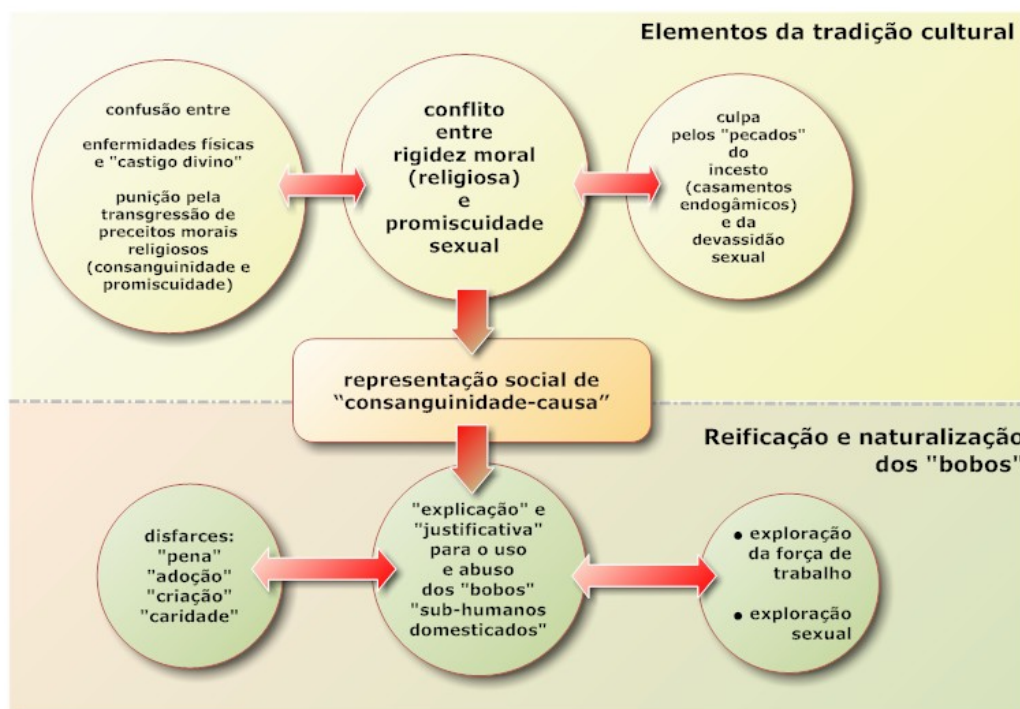 Elementos da tradição cultural
confusão entre
enfermidades físicas
e "castigo divino"
punição pela
transgressão de
preceitos morais
religiosos
(consanguinidade e
promiscuidade)
conflito
entre
rigidez moral
(religiosa)
e
promiscuidade
sexual
culpa
pelos "pecados"
do
incesto
(casamentos
endogâmicos)
e da
devassidão
sexual
representação social de
“consanguinidade-causa”
Reificação e naturalização
dos "bobos"
disfarces:
"pena"
"adoção"
"criação"
"caridade"
"explicação" e
"justificativa"
para o uso
e abuso
dos "bobos"
"sub-humanos
domesticados"
• exploração
da força de
trabalho
• exploração
sexual